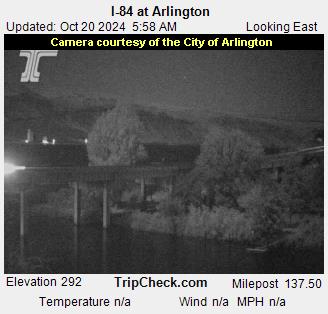 I-84 at Arlington
Updated: Oct 20 2024 5:58 AM Looking East
Camera courtesy of the City of Arlington
Elevation 292 TripCheck.com Milepost 137.50
Temperature n/a Wind n/a MPH n/a